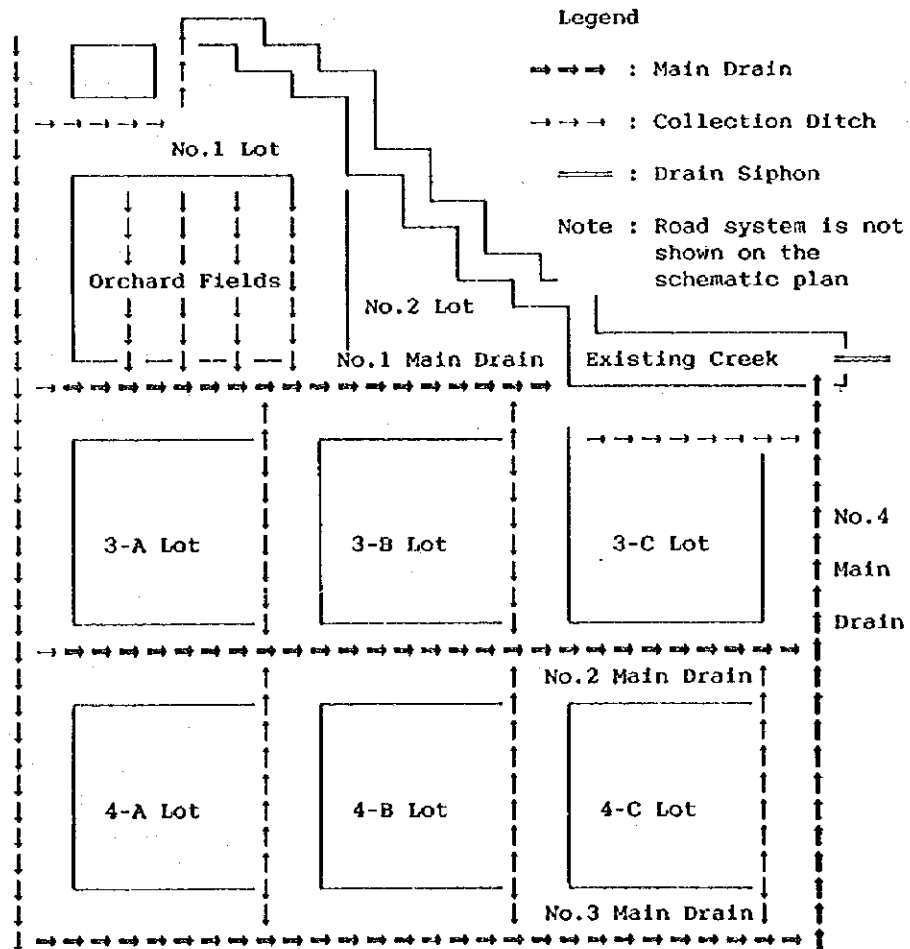 Legend
: Main Drain
: Collection Ditch
No.1 Lot
: Drain Siphon
Note : Road system is not
shown on the
schematic plan
Orchard Fields
No.2 Lot
No.1 Main Drain
Existing Creek
3-A Lot
3-B Lot
3-C Lot
No.4
Main
Drain
No.2 Main Drain
4-A Lot
4-B Lot
4-C Lot
No.3 Main Drain